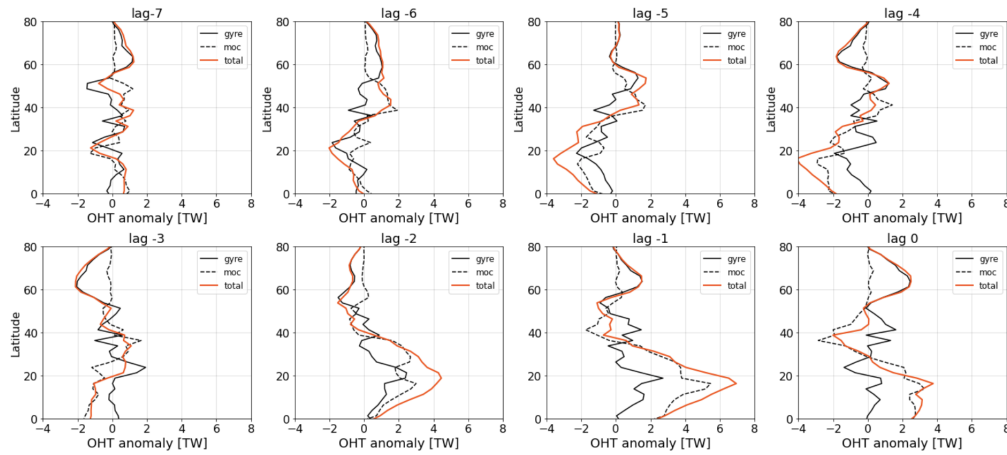 lag-7
lag -6
lag -5
lag -4
80
60
40
20
0
Latitude
gyre
moc
total
−4 −2 0 2 4 6 8
OHT anomaly [TW]
80
60
40
20
0
Latitude
gyre
moc
total
−4 −2 0 2 4 6 8
OHT anomaly [TW]
80
60
40
20
0
Latitude
gyre
moc
total
−4 −2 0 2 4 6 8
OHT anomaly [TW]
80
60
40
20
0
Latitude
gyre
moc
total
−4 −2 0 2 4 6 8
OHT anomaly [TW]
lag -3
lag -2
lag -1
lag 0
80
60
40
20
0
Latitude
gyre
moc
total
−4 −2 0 2 4 6 8
OHT anomaly [TW]
80
60
40
20
0
Latitude
gyre
moc
total
−4 −2 0 2 4 6 8
OHT anomaly [TW]
80
60
40
20
0
Latitude
gyre
moc
total
−4 −2 0 2 4 6 8
OHT anomaly [TW]
80
60
40
20
0
Latitude
gyre
moc
total
−4 −2 0 2 4 6 8
OHT anomaly [TW]